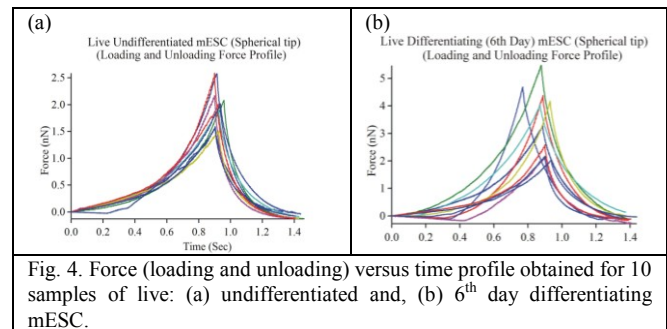 (a)
Live Undifferentiated mESC (Spherical tip)
(Loading and Unloading Force Profile)
2.5
2.0
1.5
1.0
0.5
0.0
Force (nN)
0.0 0.2 0.4 0.6 0.8 1.0 1.2 1.4
Time (Sec)
(b)
Live Differentiating (6th Day) mESC (Spherical tip)
(Loading and Unloading Force Profile)
5
4
3
2
1
0
Force (nN)
0.0 0.2 0.4 0.6 0.8 1.0 1.2 1.4
Fig. 4. Force (loading and unloading) versus time profile obtained for 10
samples of live: (a) undifferentiated and, (b) 6th day differentiating
mESC.